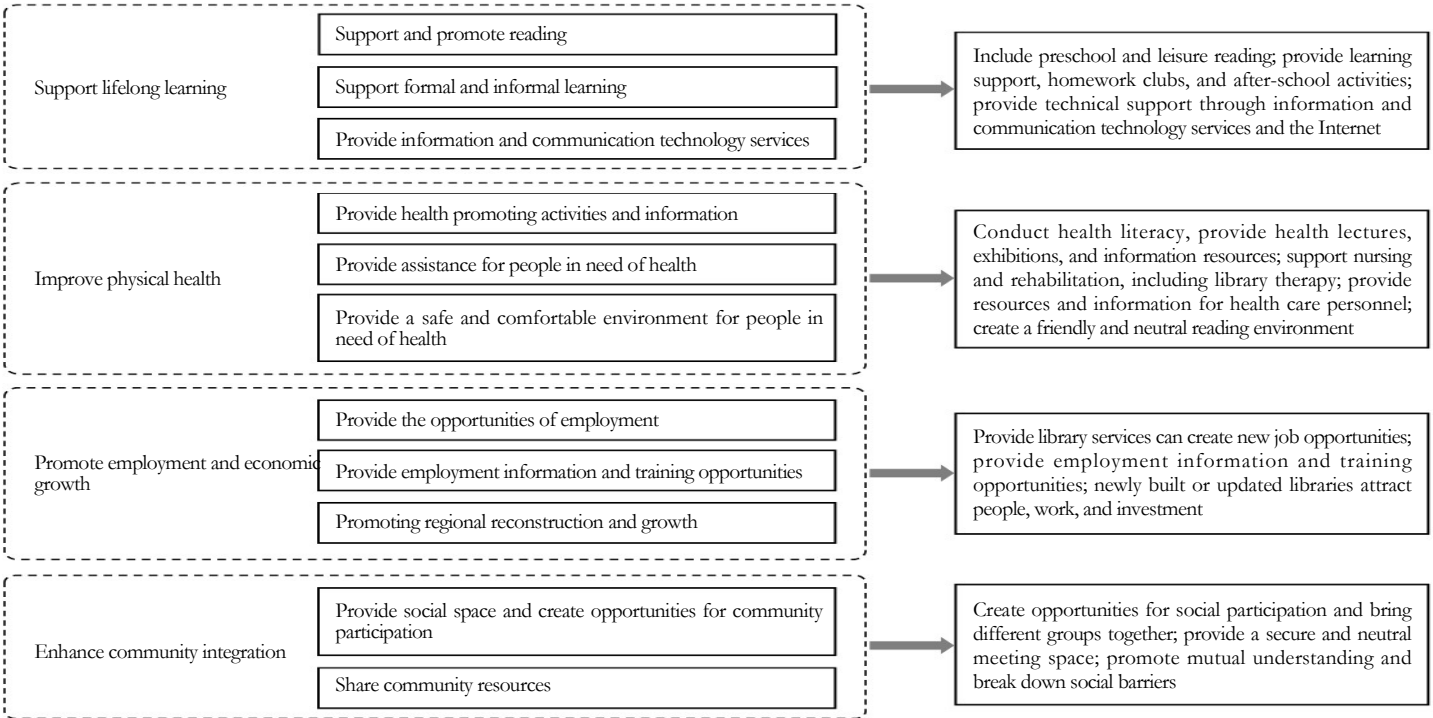 Support lifelong learning
Support and promote reading
Support formal and informal learning
Provide information and communication technology services
Include preschool and leisure reading; provide learning
support, homework clubs, and after-school activities;
provide technical support through information and
communication technology services and the Internet
Improve physical health
Provide health promoting activities and information
Provide assistance for people in need of health
Provide a safe and comfortable environment for people in
need of health
Conduct health literacy, provide health lectures,
exhibitions, and information resources; support nursing
and rehabilitation, including library therapy; provide
resources and information for health care personnel;
create a friendly and neutral reading environment
Promote employment and economic
growth
Provide the opportunities of employment
Provide employment information and training opportunities
Promoting regional reconstruction and growth
Provide library services can create new job opportunities;
provide employment information and training
opportunities; newly built or updated libraries attract
people, work, and investment
Enhance community integration
Provide social space and create opportunities for community
participation
Share community resources
Create opportunities for social participation and bring
different groups together; provide a secure and neutral
meeting space; promote mutual understanding and
break down social barriers